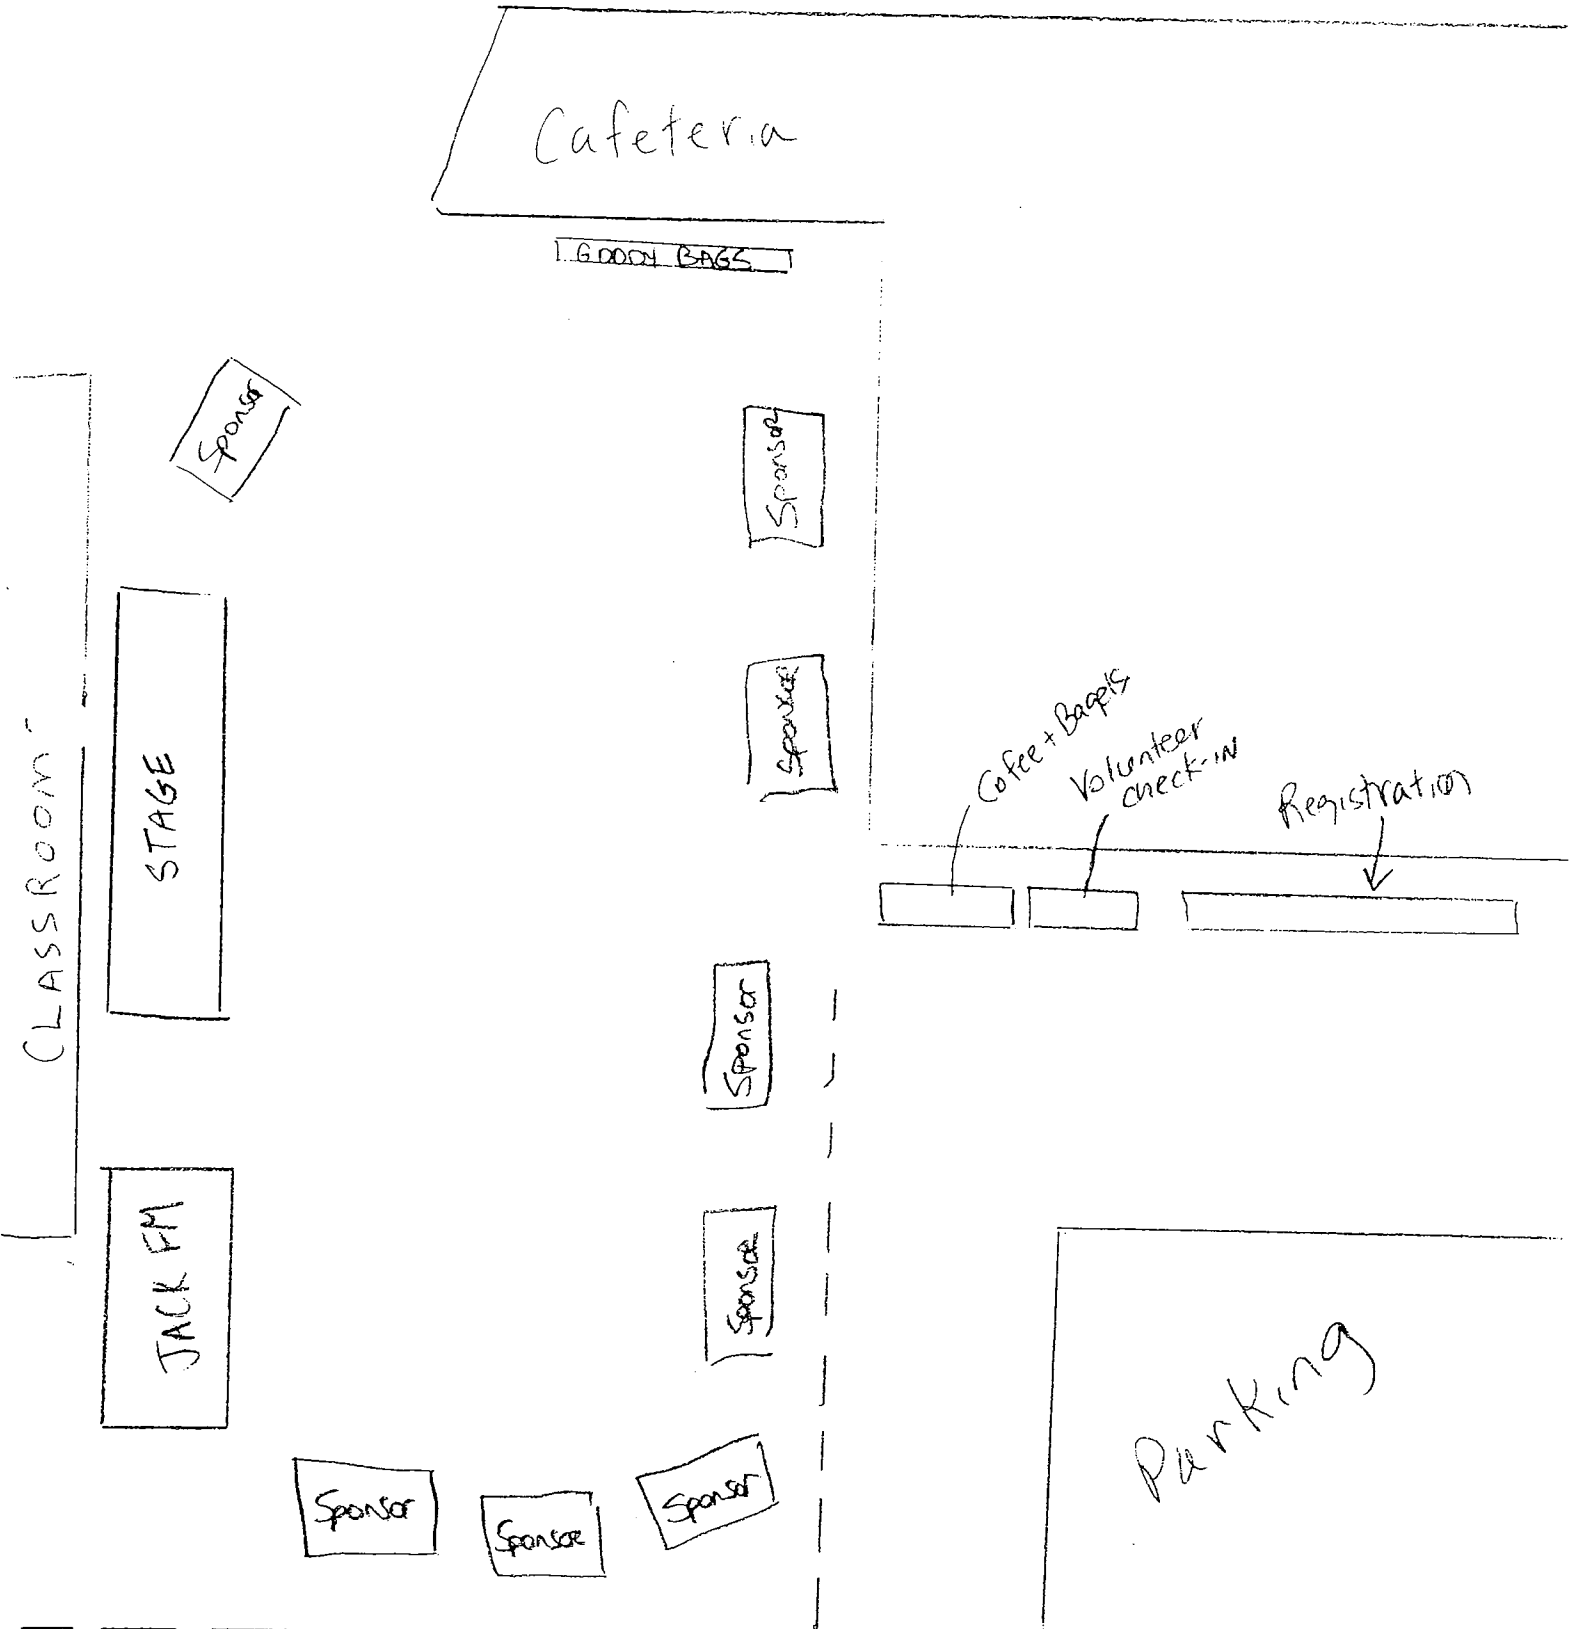 Cafeteria
GOODY BAGS
Sponsor
Sponsor
Sponsor
Cofee + Bagels
Volunteer
check-in
Registration
CLASSROOM
STAGE
Sponsor
Sponsor
JACK FM
Parking
Sponsor
Sponsor
Sponsor